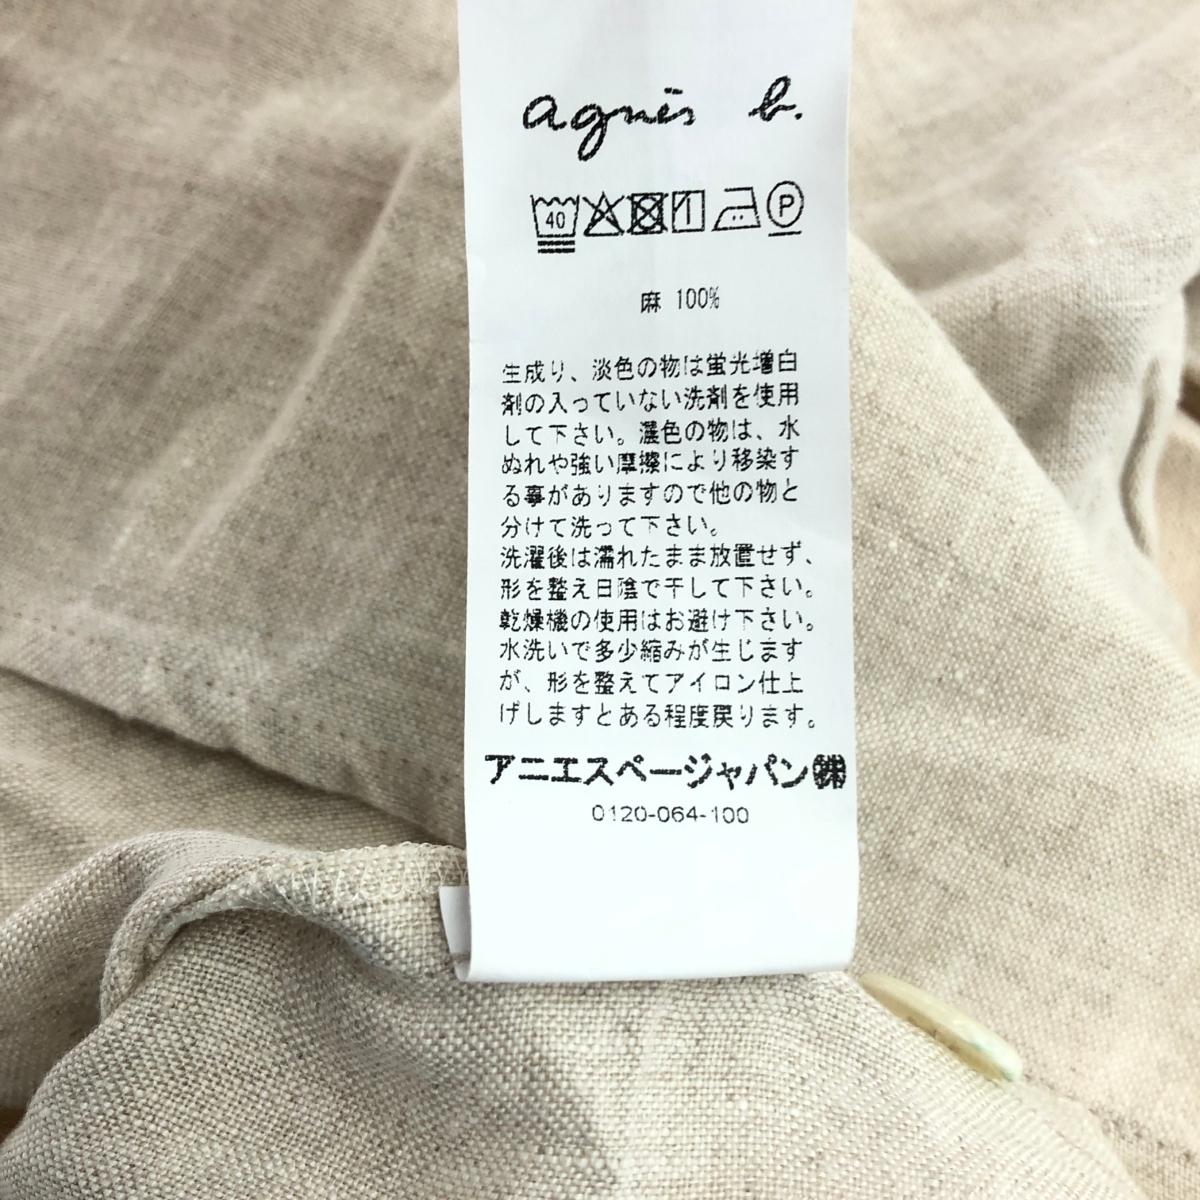 agnès b.
40 P
麻 100%
生成り、淡色の物は蛍光増白
剤の入っていない洗剤を使用
して下さい。濃色の物は、水
ぬれや強い摩擦により移染す
る事がありますので他の物と
分けて洗って下さい。
洗濯後は濡れたまま放置せず、
形を整え日陰で干して下さい。
乾燥機の使用はお避け下さい。
水洗いで多少縮みが生じます
が、形を整えてアイロン仕上
げしますとある程度戻ります。
アニエスベージャパン㈱
0120-064-100